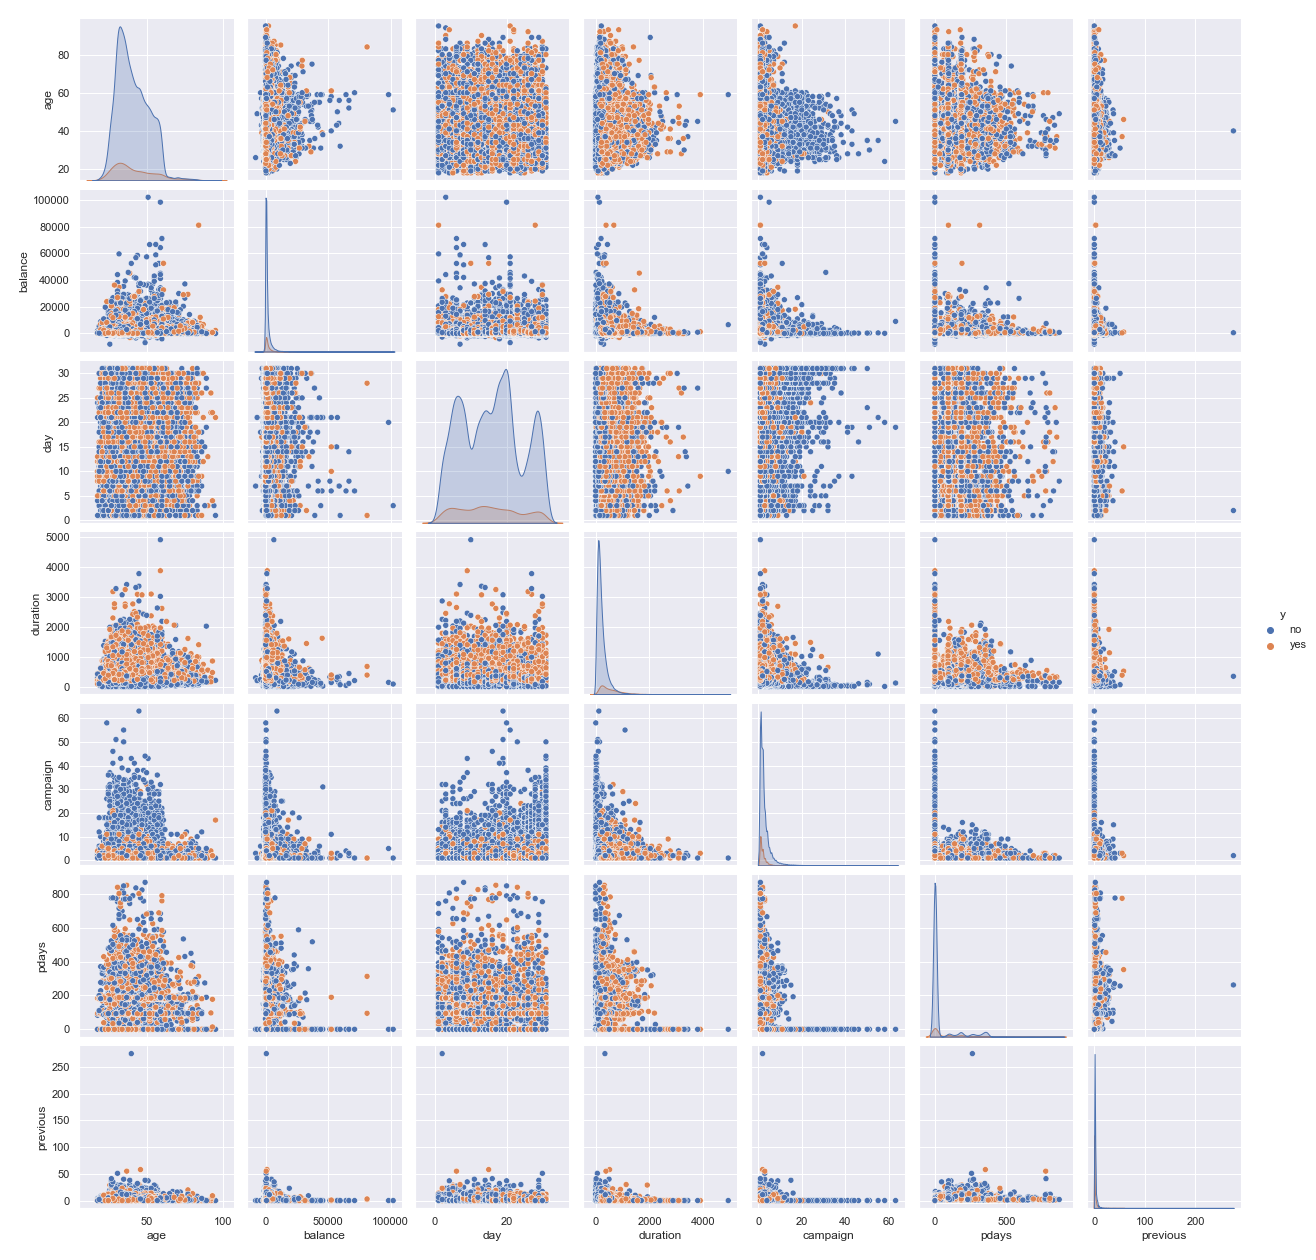 80
60
40
20
age
100000
80000
60000
40000
20000
0
balance
30
25
20
15
10
5
0
day
5000
4000
3000
2000
1000
0
duration
y
no
yes
60
50
40
30
20
10
0
campaign
800
600
400
200
0
pdays
250
200
150
100
50
0
previous
50 100
0 50000 100000
0 20
0 2000 4000
0 20 40 60
0 500
0 100 200
age balance day duration campaign pdays previous